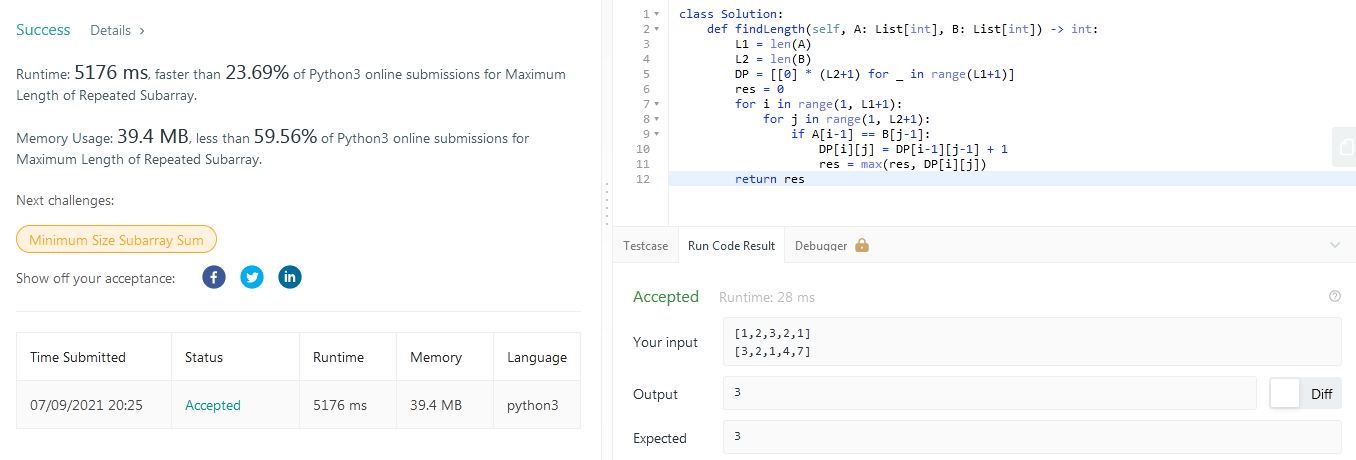 Success Details >
Runtime: 5176 ms, faster than 23.69% of Python3 online submissions for Maximum
Length of Repeated Subarray.
Memory Usage: 39.4 MB, less than 59.56% of Python3 online submissions for
Maximum Length of Repeated Subarray.
Next challenges:
Minimum Size Subarray Sum
Show off your acceptance:
Time Submitted Status Runtime Memory Language
07/09/2021 20:25 Accepted 5176 ms 39.4 MB python3
1 class Solution:
2     def findLength(self, A: List[int], B: List[int]) -> int:
3         L1 = len(A)
4         L2 = len(B)
5         DP = [[0] * (L2+1) for _ in range(L1+1)]
6         res = 0
7         for i in range(1, L1+1):
8             for j in range(1, L2+1):
9                 if A[i-1] == B[j-1]:
10                     DP[i][j] = DP[i-1][j-1] + 1
11                     res = max(res, DP[i][j])
12         return res
Testcase Run Code Result Debugger
Accepted Runtime: 28 ms
Your input
[1,2,3,2,1]
[3,2,1,4,7]
Output 3 Diff
Expected 3